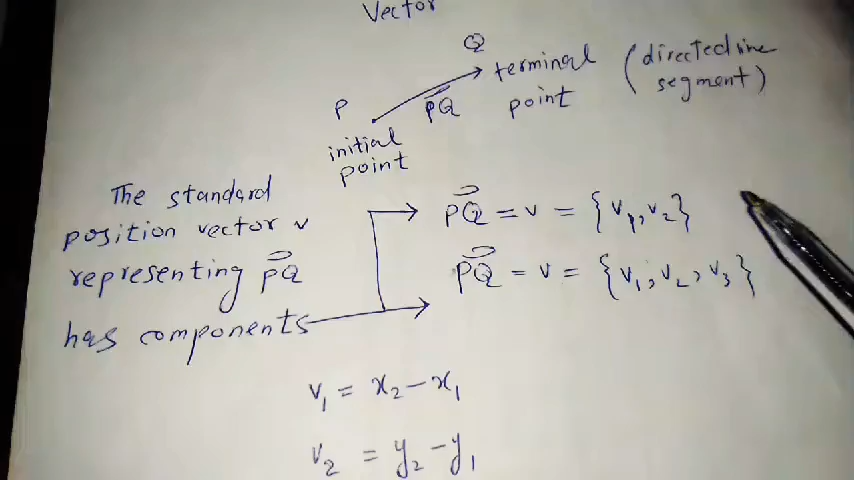 Vector
Q
terminal point
(directed line segment)
P
PQ
initial point
The standard
position vector v
representing PQ
has components
PQ = v = {v₁, v₂}
PQ = v = {v₁, v₂, v₃}
v₁ = x₂ - x₁
v₂ = y₂ - y₁